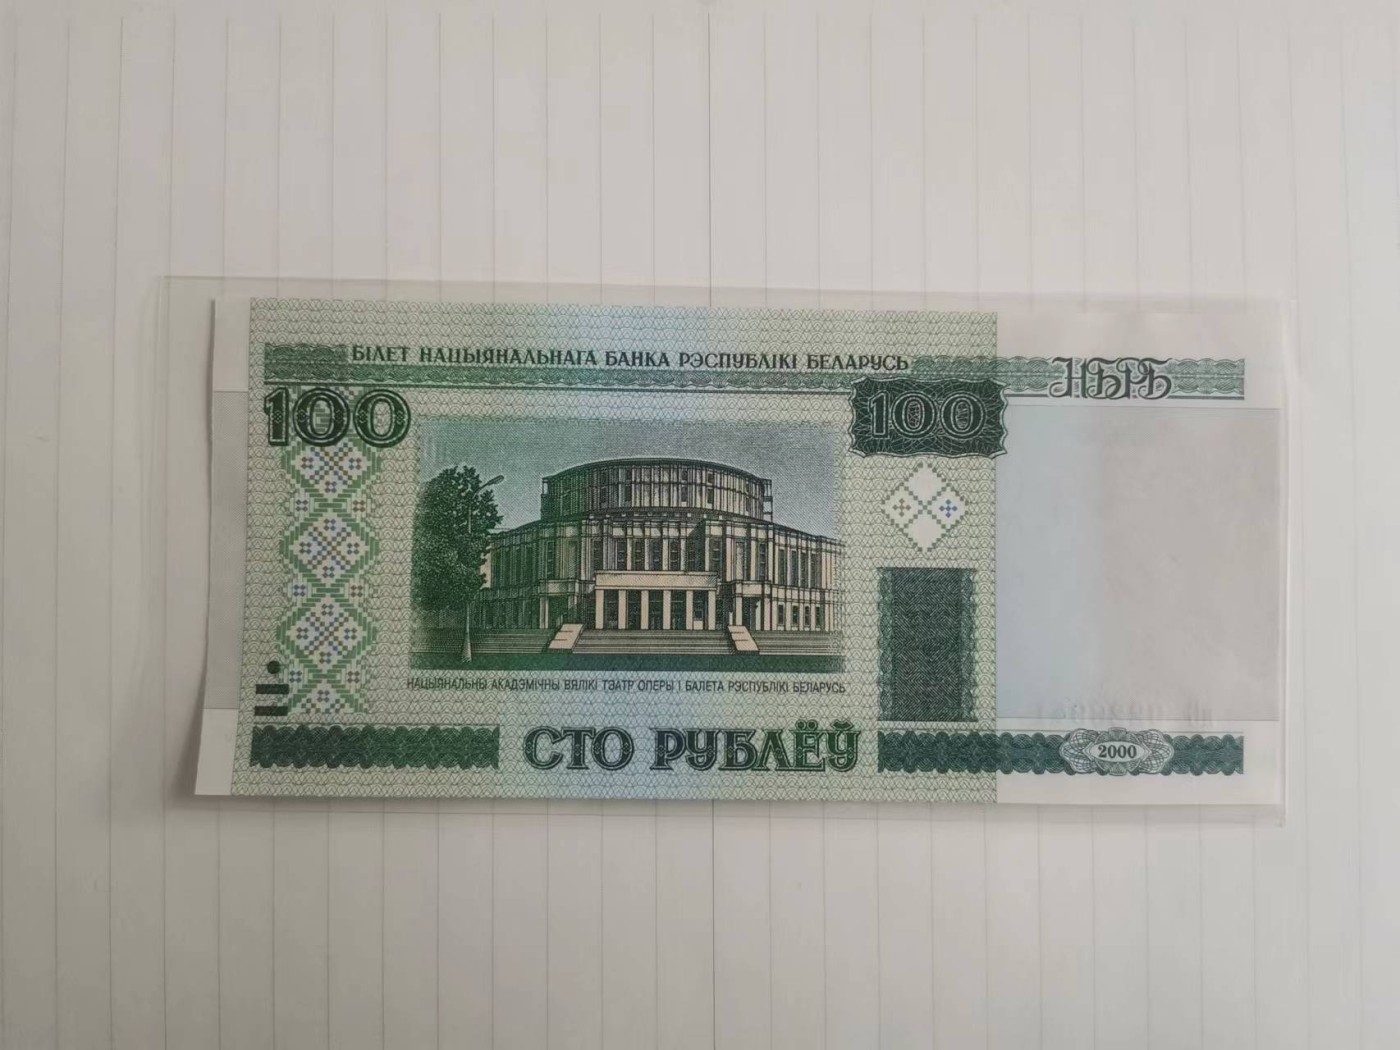 БІЛЕТ НАЦЫЯНАЛЬНАГА БАНКА РЭСПУБЛІКІ БЕЛАРУСЬ
НБРБ
100
100
НАЦЫЯНАЛЬНЫ АКАДЭМІЧНЫ ВЯЛІКІ ТЭАТР ОПЕРЫ І БАЛЕТА РЭСПУБЛІКІ БЕЛАРУСЬ
СТО РУБЛЁЎ
2000